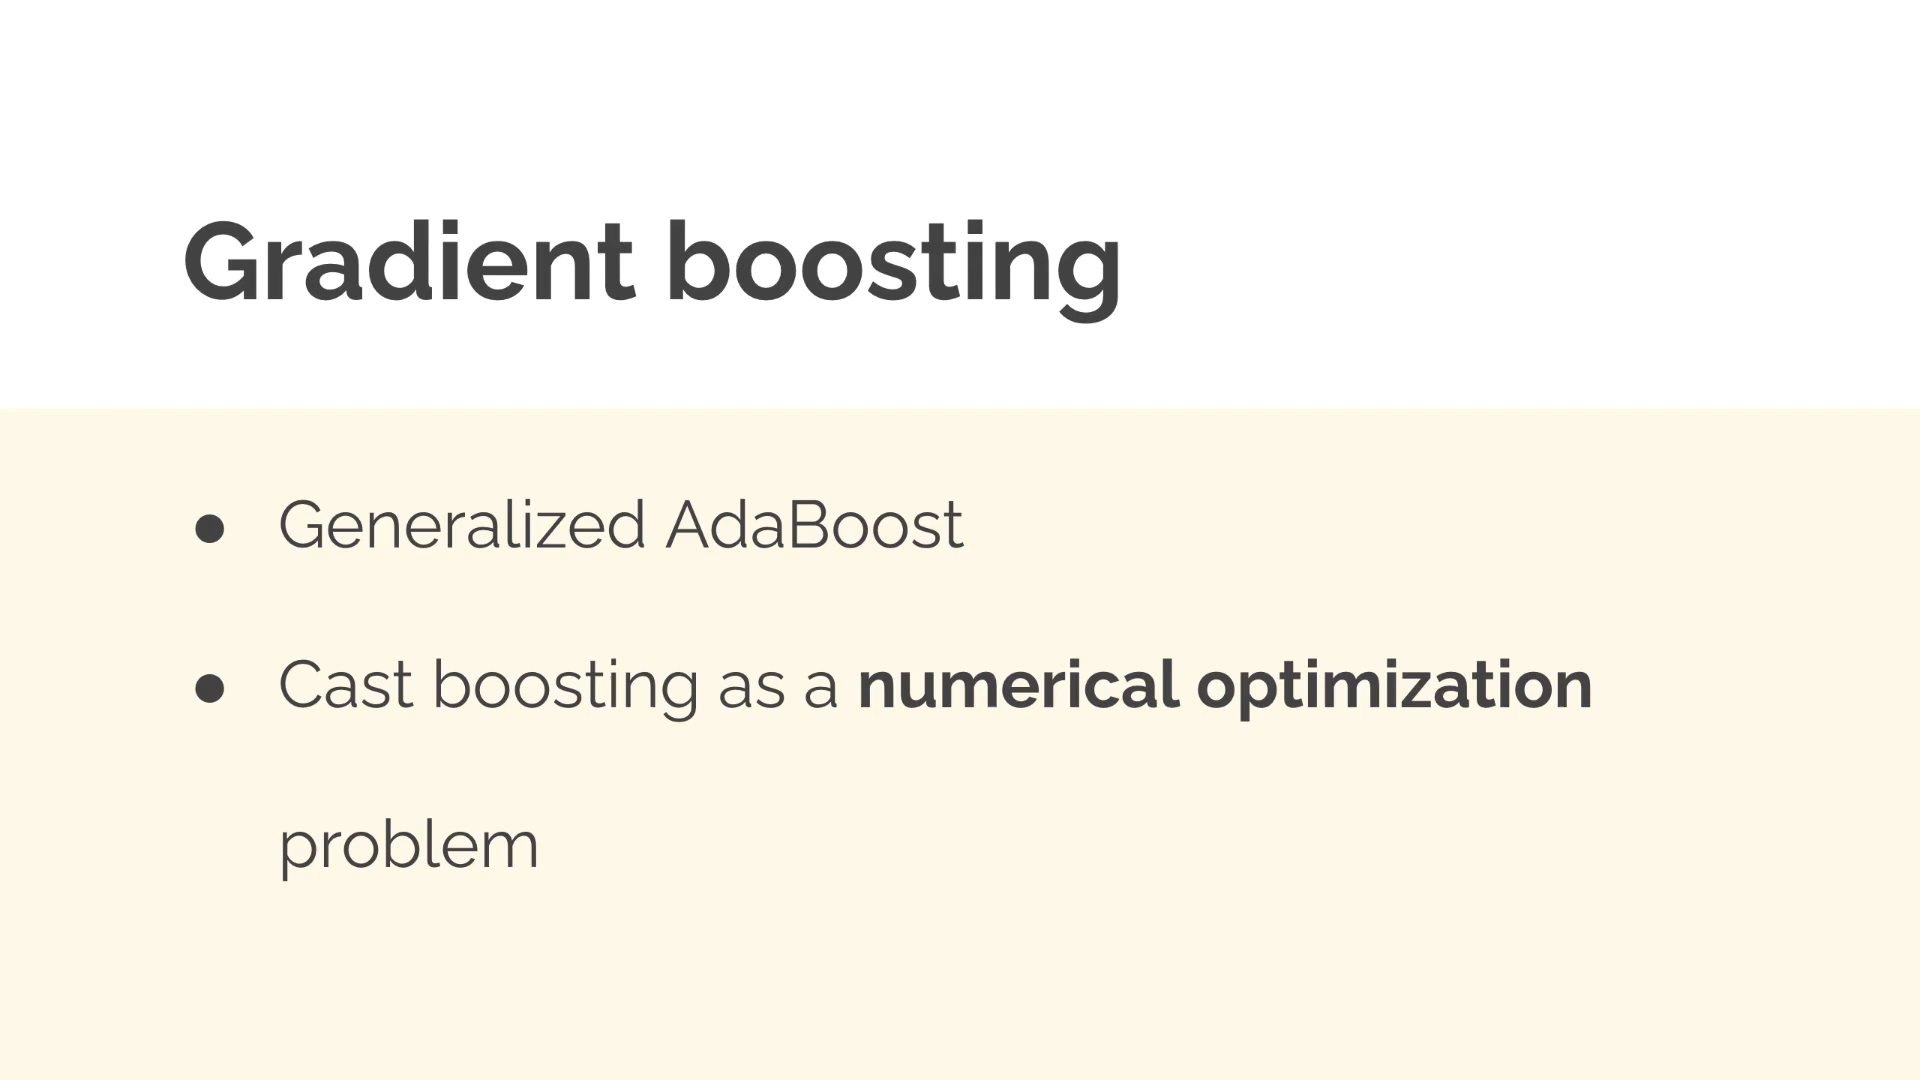 Gradient boosting
● Generalized AdaBoost
● Cast boosting as a numerical optimization
problem